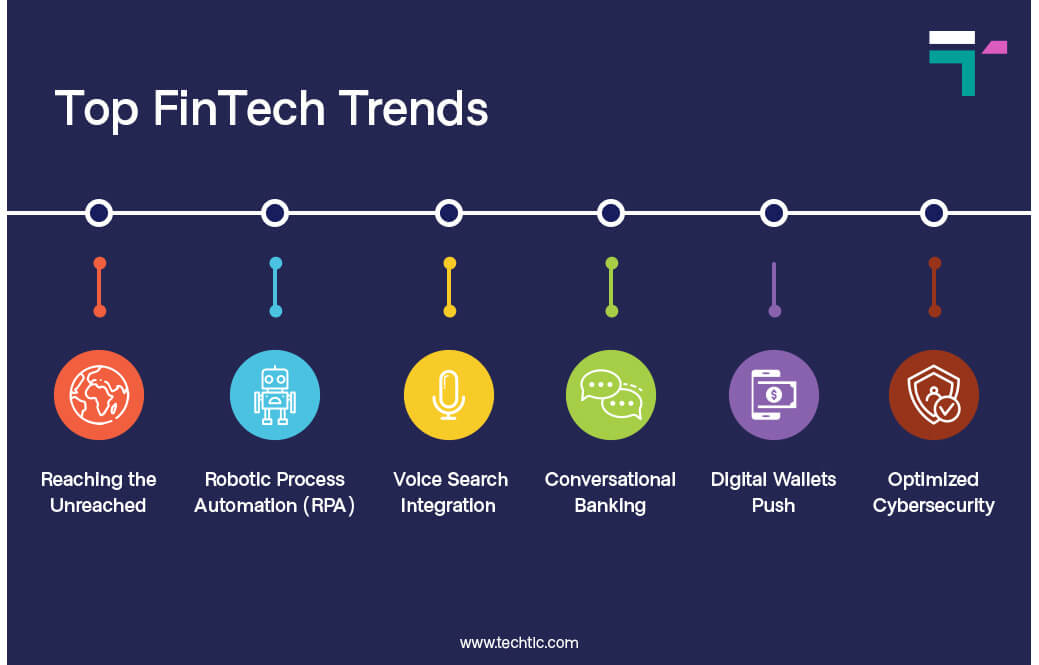 Top FinTech Trends
Reaching the
Unreached
Robotic Process
Automation (RPA)
Voice Search
Integration
Conversational
Banking
Digital Wallets
Push
$
Optimized
Cybersecurity
www.techtic.com